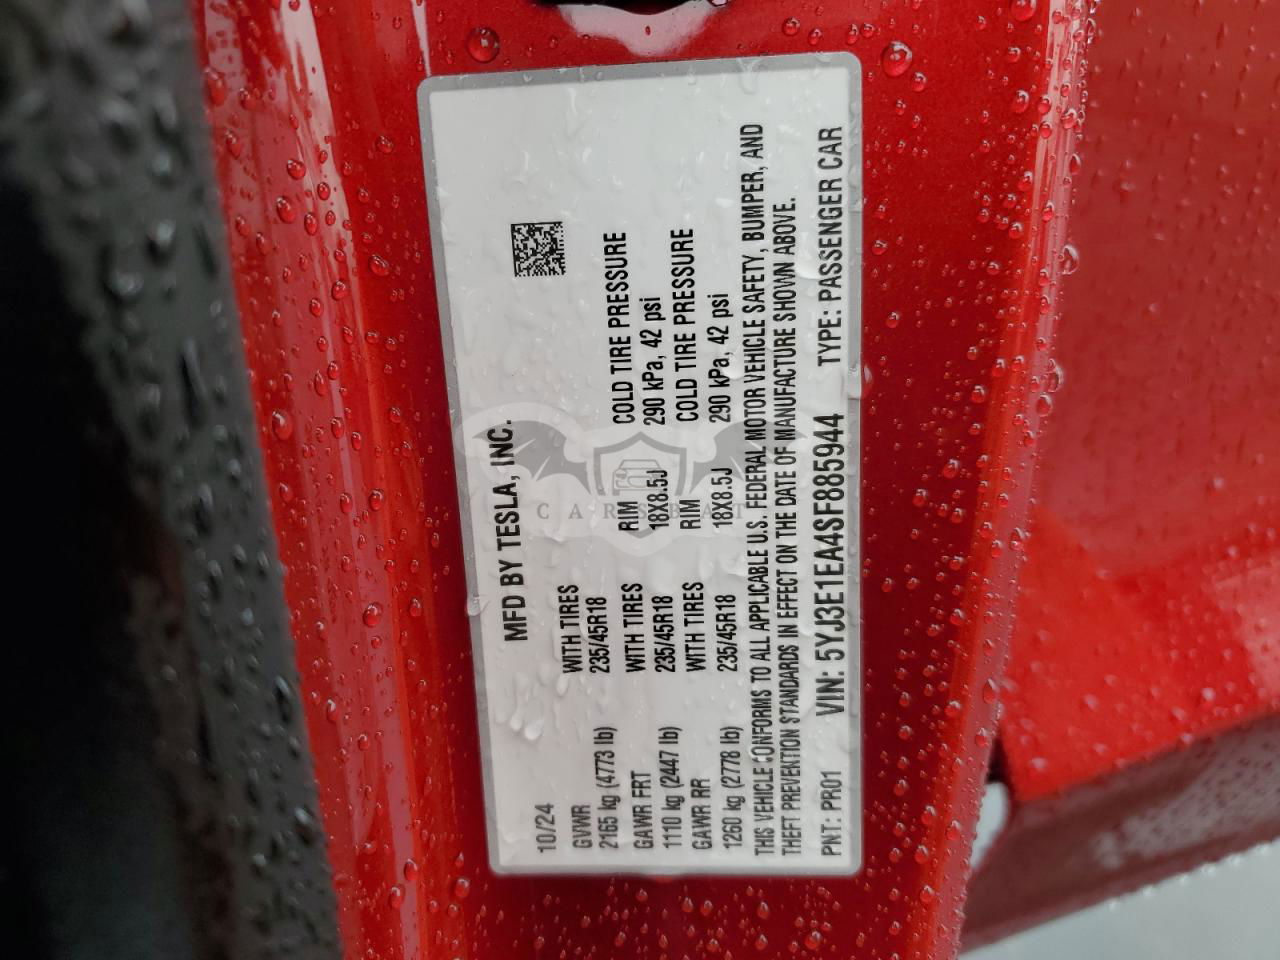 MFD BY TESLA, INC.
10/24
GVWR WITH TIRES
2165 kg (4773 lb) 235/45R18 RIM COLD TIRE PRESSURE
GAWR FRT WITH TIRES 18X8.5J 290 kPa, 42 psi
1110 kg (2447 lb) 235/45R18 RIM COLD TIRE PRESSURE
GAWR RR WITH TIRES 18X8.5J 290 kPa, 42 psi
1260 kg (2778 lb) 235/45R18
THIS VEHICLE CONFORMS TO ALL APPLICABLE U.S. FEDERAL MOTOR VEHICLE SAFETY, BUMPER, AND
THEFT PREVENTION STANDARDS IN EFFECT ON THE DATE OF MANUFACTURE SHOWN ABOVE.
PNT: PR01 VIN: 5YJ3E1EA4SF885944 TYPE: PASSENGER CAR
CARSBAT